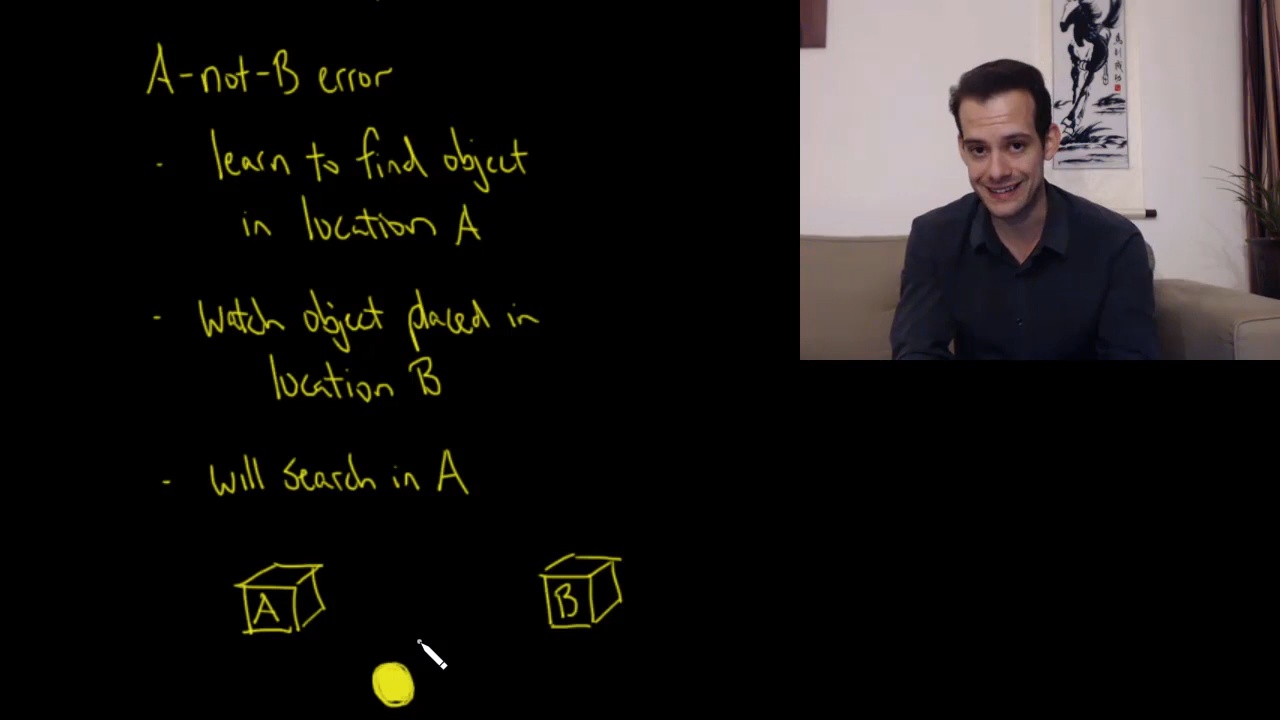 A-not-B error
· learn to find object
in location A
- Watch object placed in
location B
- Will search in A
A
B